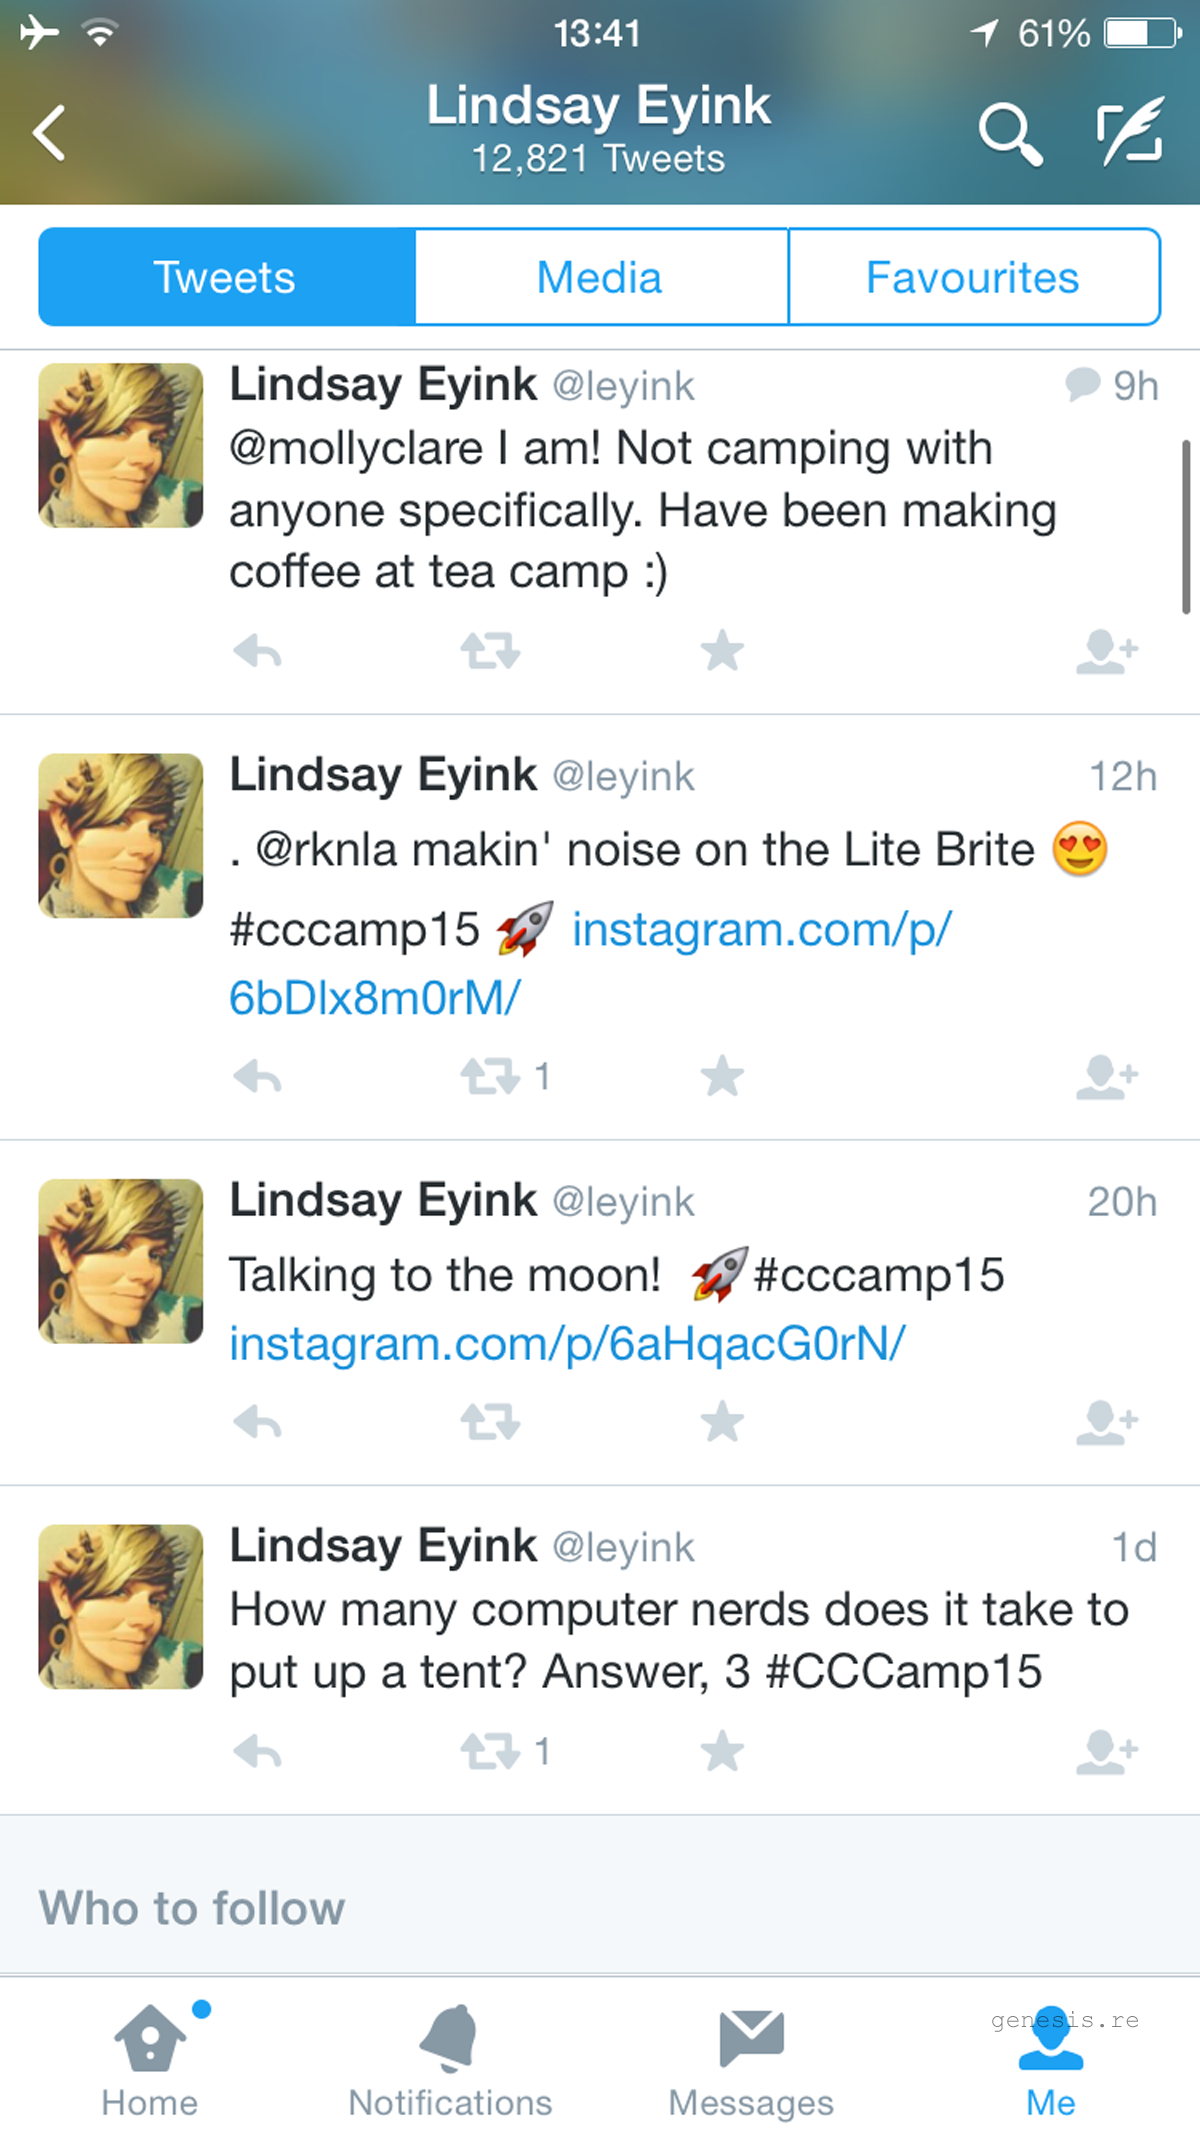 13:41
61%
Lindsay Eyink
12,821 Tweets
Tweets
Media
Favourites
Lindsay Eyink @leyink
9h
@mollyclare I am! Not camping with
anyone specifically. Have been making
coffee at tea camp :)
Lindsay Eyink @leyink
12h
. @rknla makin' noise on the Lite Brite 😍
#cccamp15 🚀 instagram.com/p/
6bDlx8m0rM/
1
Lindsay Eyink @leyink
20h
Talking to the moon! 🚀#cccamp15
instagram.com/p/6aHqacG0rN/
Lindsay Eyink @leyink
1d
How many computer nerds does it take to
put up a tent? Answer, 3 #CCCamp15
1
Who to follow
genesis.re
Home
Notifications
Messages
Me